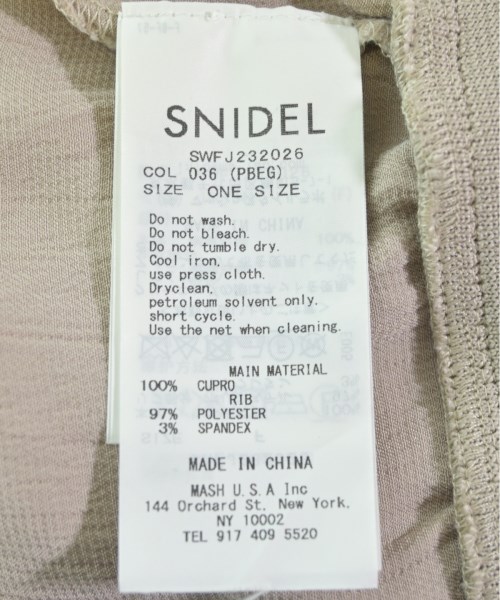 SNIDEL
SWFJ232026
COL 036 (PBEG)
SIZE ONE SIZE
Do not wash.
Do not bleach.
Do not tumble dry.
Cool iron.
use press cloth.
Dryclean.
petroleum solvent only.
short cycle.
Use the net when cleaning.
MAIN MATERIAL
100% CUPRO
RIB
97% POLYESTER
3% SPANDEX
MADE IN CHINA
MASH U.S.A Inc
144 Orchard St. New York.
NY 10002
TEL 917 409 5520